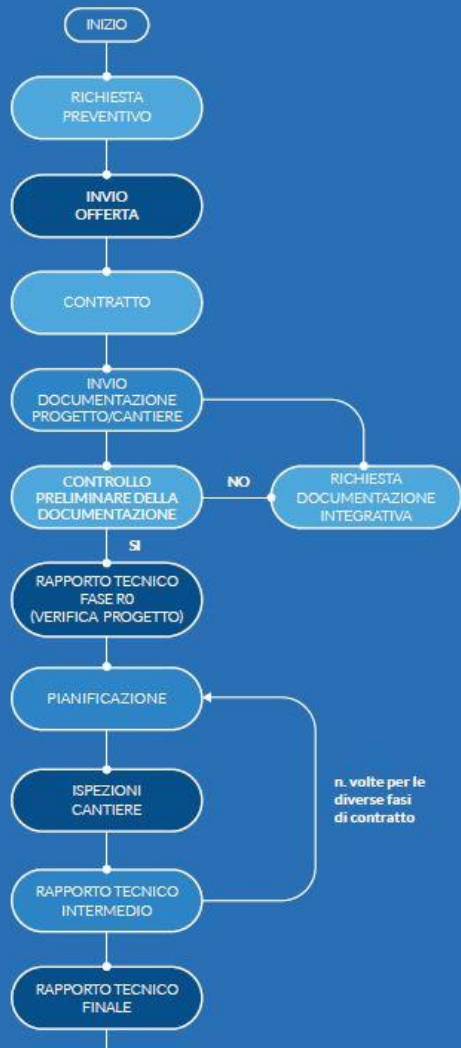 INIZIO
RICHIESTA
PREVENTIVO
INVIO
OFFERTA
CONTRATTO
INVIO
DOCUMENTAZIONE
PROGETTO/CANTIERE
CONTROLLO
PRELIMINARE DELLA
DOCUMENTAZIONE
NO
RICHIESTA
DOCUMENTAZIONE
INTEGRATIVA
SI
RAPPORTO TECNICO
FASE R0
(VERIFICA PROGETTO)
PIANIFICAZIONE
ISPEZIONI
CANTIERE
n. volte per le
diverse fasi
di contratto
RAPPORTO TECNICO
INTERMEDIO
RAPPORTO TECNICO
FINALE